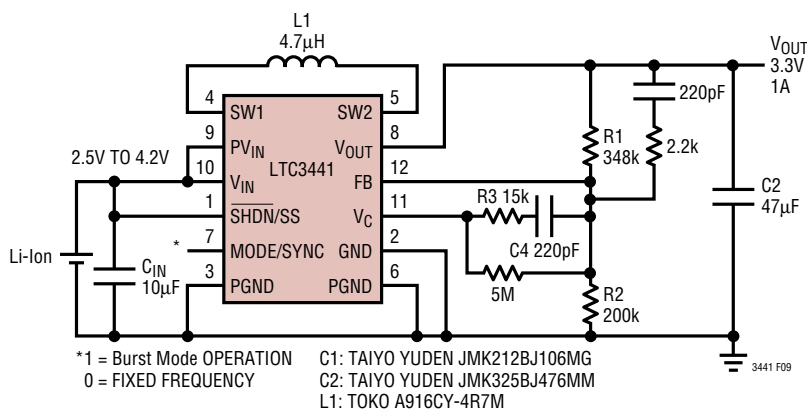 L1
4.7µH
4
5
SW1
SW2
9
8
PVIN
VOUT
2.5V TO 4.2V
10
12
VIN
LTC3441
FB
1
11
SHDN/SS
VC
*
7
2
MODE/SYNC
GND
3
6
PGND
PGND
Li-Ion
CIN
10µF
R3 15k
C4 220pF
5M
R1
348k
220pF
2.2k
R2
200k
C2
47µF
VOUT
3.3V
1A
*1 = Burst Mode OPERATION
0 = FIXED FREQUENCY
C1: TAIYO YUDEN JMK212BJ106MG
C2: TAIYO YUDEN JMK325BJ476MM
L1: TOKO A916CY-4R7M
3441 F09